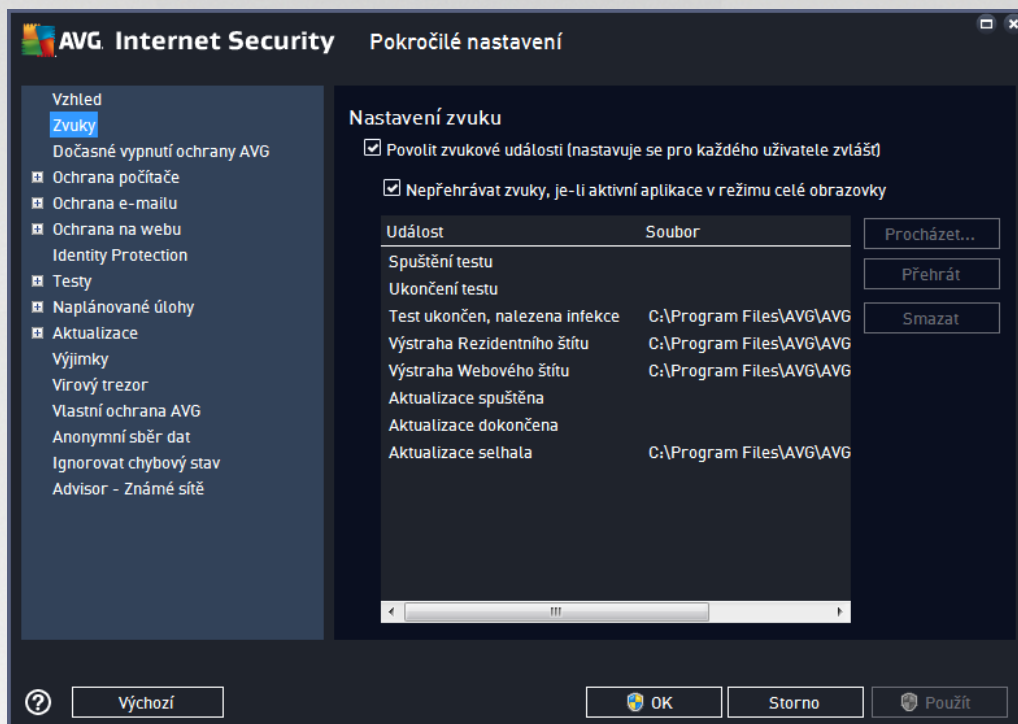 AVG. Internet Security Pokročilé nastavení
Vzhled
Zvuky
Dočasné vypnutí ochrany AVG
Ochrana počítače
Ochrana e-mailu
Ochrana na webu
Identity Protection
Testy
Naplánované úlohy
Aktualizace
Výjimky
Virový trezor
Vlastní ochrana AVG
Anonymní sběr dat
Ignorovat chybový stav
Advisor - Známé sítě
Nastavení zvuku
Povolit zvukové události (nastavuje se pro každého uživatele zvlášť)
Nepřehrávat zvuky, je-li aktivní aplikace v režimu celé obrazovky
Událost Soubor
Spuštění testu
Ukončení testu
Test ukončen, nalezena infekce C:\Program Files\AVG\AVG
Výstraha Rezidentního štítu C:\Program Files\AVG\AVG
Výstraha Webového štítu C:\Program Files\AVG\AVG
Aktualizace spuštěna
Aktualizace dokončena
Aktualizace selhala C:\Program Files\AVG\AVG
Procházet...
Přehrát
Smazat
Výchozí
OK
Storno
Použít